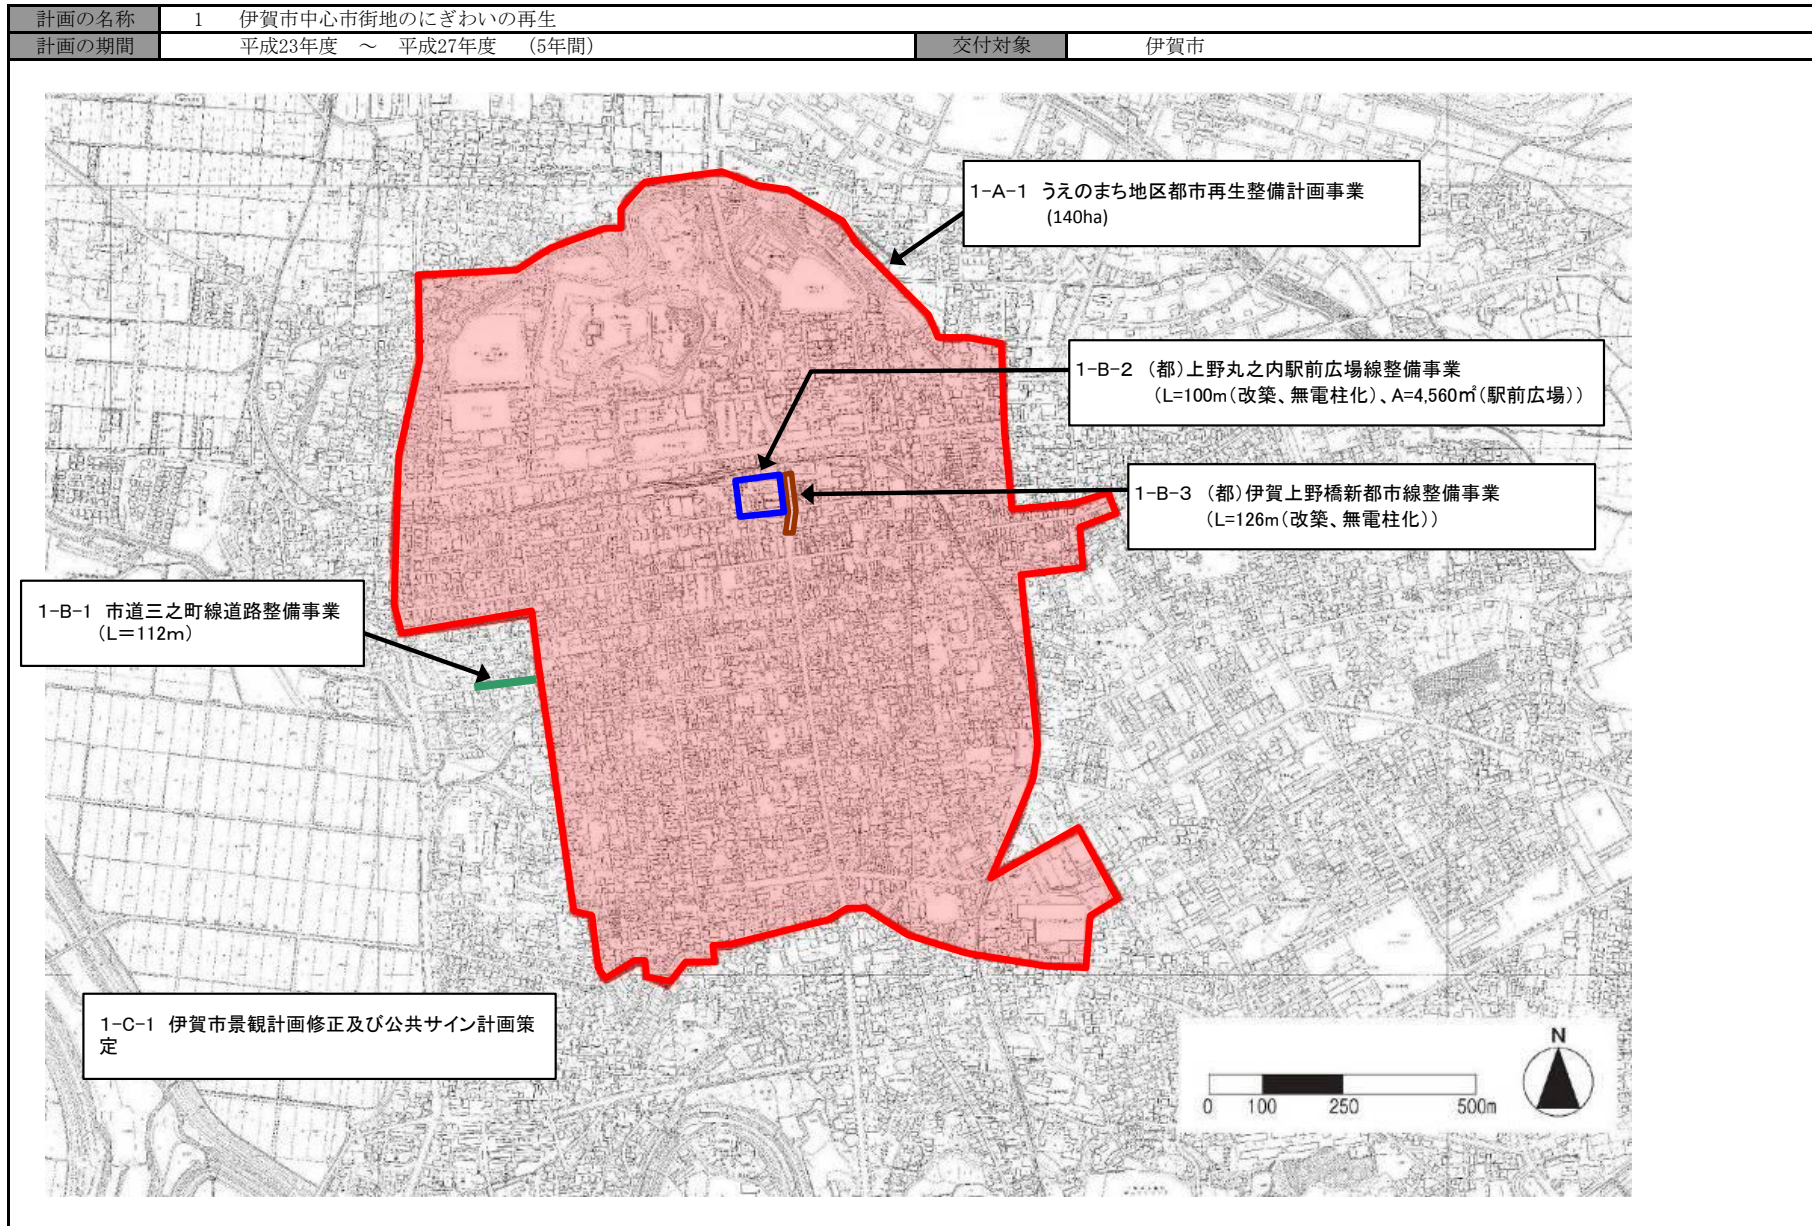 計画の名称 1 伊賀市中心市街地のにぎわいの再生
計画の期間 平成23年度 ～ 平成27年度 (5年間) 交付対象 伊賀市
1-A-1 うえのまち地区都市再生整備計画事業
(140ha)
1-B-2 (都)上野丸之内駅前広場線整備事業
(L=100m(改築、無電柱化)、A=4,560㎡(駅前広場))
1-B-3 (都)伊賀上野橋新都市線整備事業
(L=126m(改築、無電柱化))
1-B-1 市道三之町線道路整備事業
(L＝112m)
1-C-1 伊賀市景観計画修正及び公共サイン計画策
定
N
0 100 250 500m